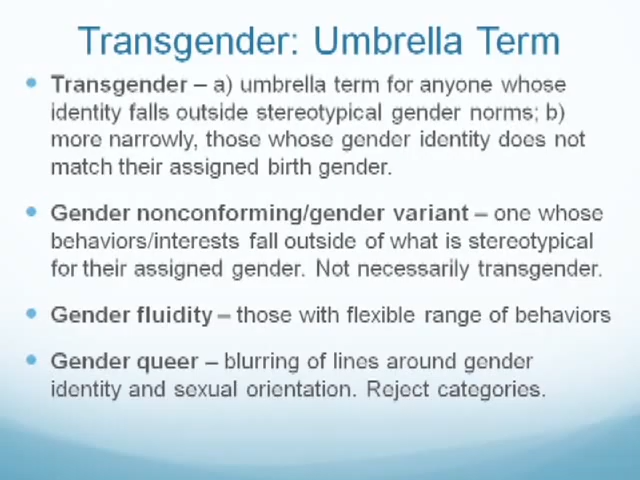 Transgender: Umbrella Term
Transgender – a) umbrella term for anyone whose
identity falls outside stereotypical gender norms; b)
more narrowly, those whose gender identity does not
match their assigned birth gender.
Gender nonconforming/gender variant – one whose
behaviors/interests fall outside of what is stereotypical
for their assigned gender. Not necessarily transgender.
Gender fluidity – those with flexible range of behaviors
Gender queer – blurring of lines around gender
identity and sexual orientation. Reject categories.